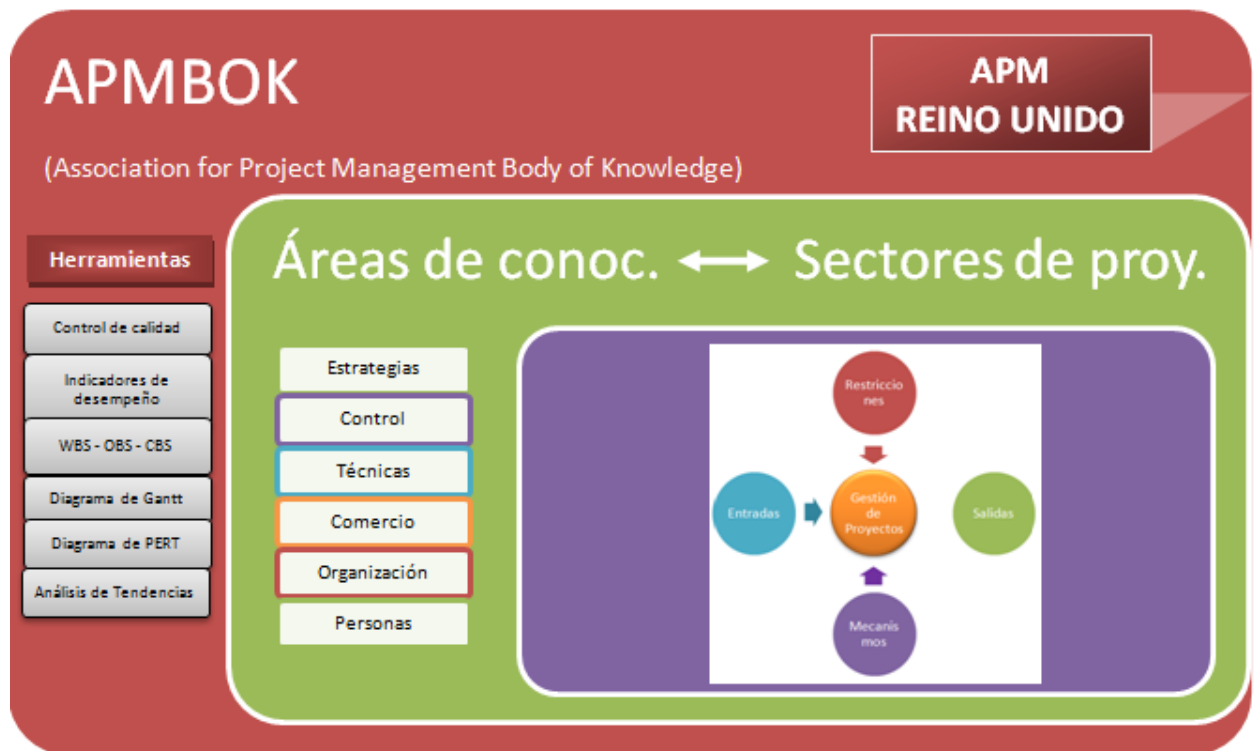 APMBOK
APM
REINO UNIDO
(Association for Project Management Body of Knowledge)
Herramientas
Control de calidad
Indicadores de
desempeño
WBS - OBS - CBS
Diagrama de Gantt
Diagrama de PERT
Análisis de Tendencias
Áreas de conoc. ⟷ Sectores de proy.
Estrategias
Control
Técnicas
Comercio
Organización
Personas
Restriccio
nes
Entradas
Gestión
de
Proyectos
Salidas
Mecanis
mos